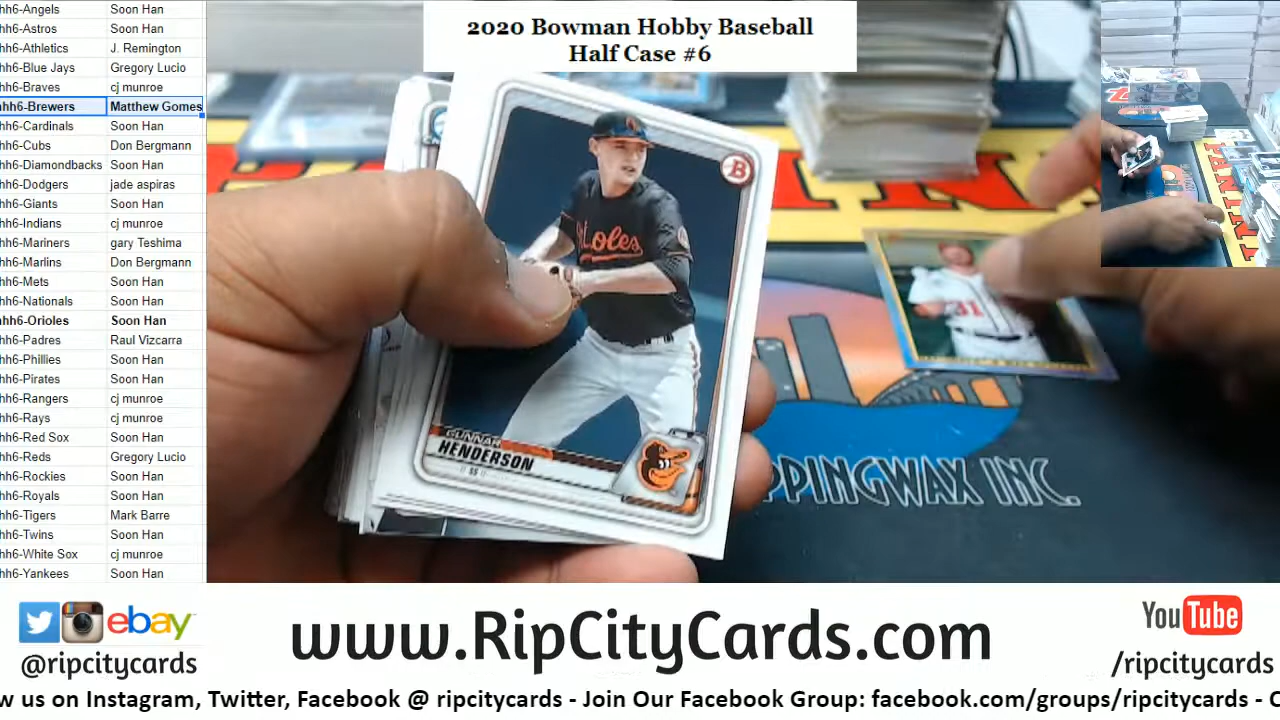 2020 Bowman Hobby Baseball
Half Case #6
hh6-Angels Soon Han
hh6-Astros Soon Han
hh6-Athletics J. Remington
hh6-Blue Jays Gregory Lucio
hh6-Braves cj munroe
hh6-Brewers Matthew Gomes
hh6-Cardinals Soon Han
hh6-Cubs Don Bergmann
hh6-Diamondbacks Soon Han
hh6-Dodgers jade aspiras
hh6-Giants Soon Han
hh6-Indians cj munroe
hh6-Mariners gary Teshima
hh6-Marlins Don Bergmann
hh6-Mets Soon Han
hh6-Nationals Soon Han
hh6-Orioles Soon Han
hh6-Padres Raul Vizcarra
hh6-Phillies Soon Han
hh6-Pirates Soon Han
hh6-Rangers cj munroe
hh6-Rays cj munroe
hh6-Red Sox Soon Han
hh6-Reds Gregory Lucio
hh6-Rockies Soon Han
hh6-Royals Soon Han
hh6-Tigers Mark Barre
hh6-Twins Soon Han
hh6-White Sox cj munroe
hh6-Yankees Soon Han
B
GUNNAR
HENDERSON
SS
31
PPINGWAX INC.
PANINI
ebay
@ripcitycards
www.RipCityCards.com
YouTube
/ripcitycards
w us on Instagram, Twitter, Facebook @ ripcitycards - Join Our Facebook Group: facebook.com/groups/ripcitycards - C